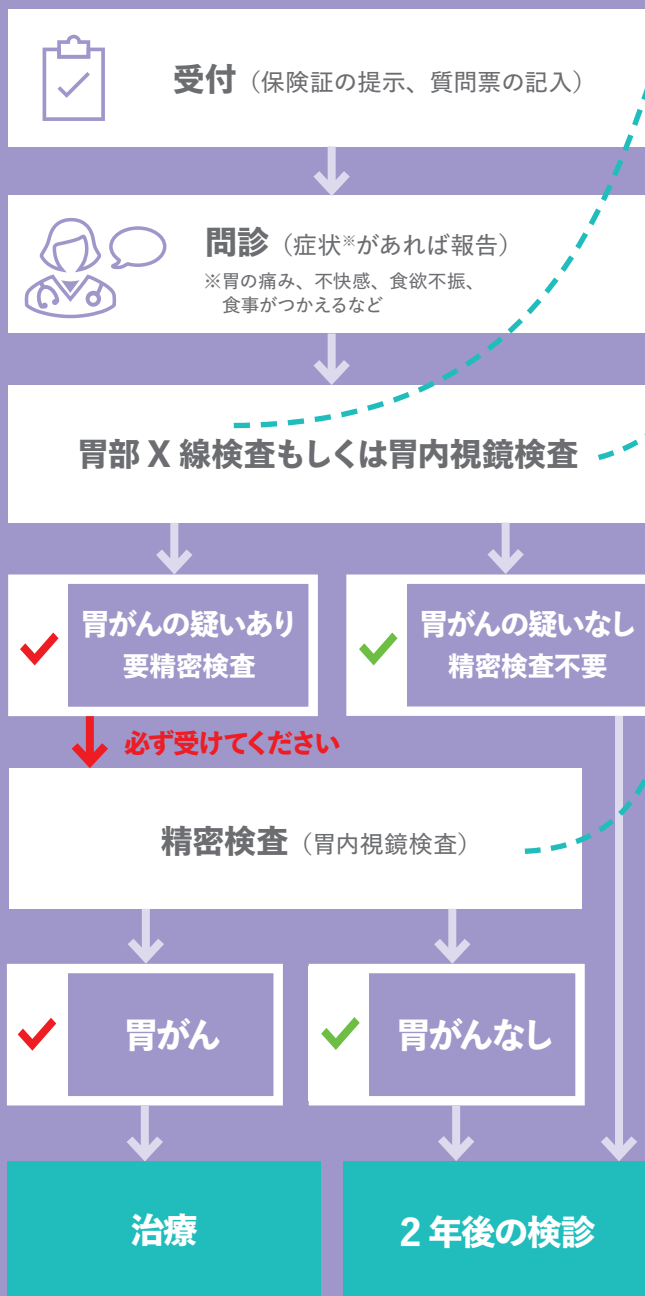 受付（保険証の提示、質問票の記入）
問診（症状※があれば報告）
※胃の痛み、不快感、食欲不振、
食事がつかえるなど
胃部 X 線検査もしくは胃内視鏡検査
胃がんの疑いあり
要精密検査
胃がんの疑いなし
精密検査不要
必ず受けてください
精密検査（胃内視鏡検査）
胃がん
胃がんなし
治療
2 年後の検診